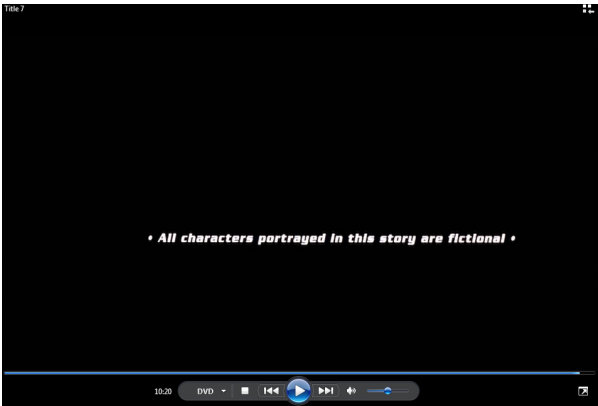 Title 7
• All characters portrayed in this story are fictional •
10:20 DVD